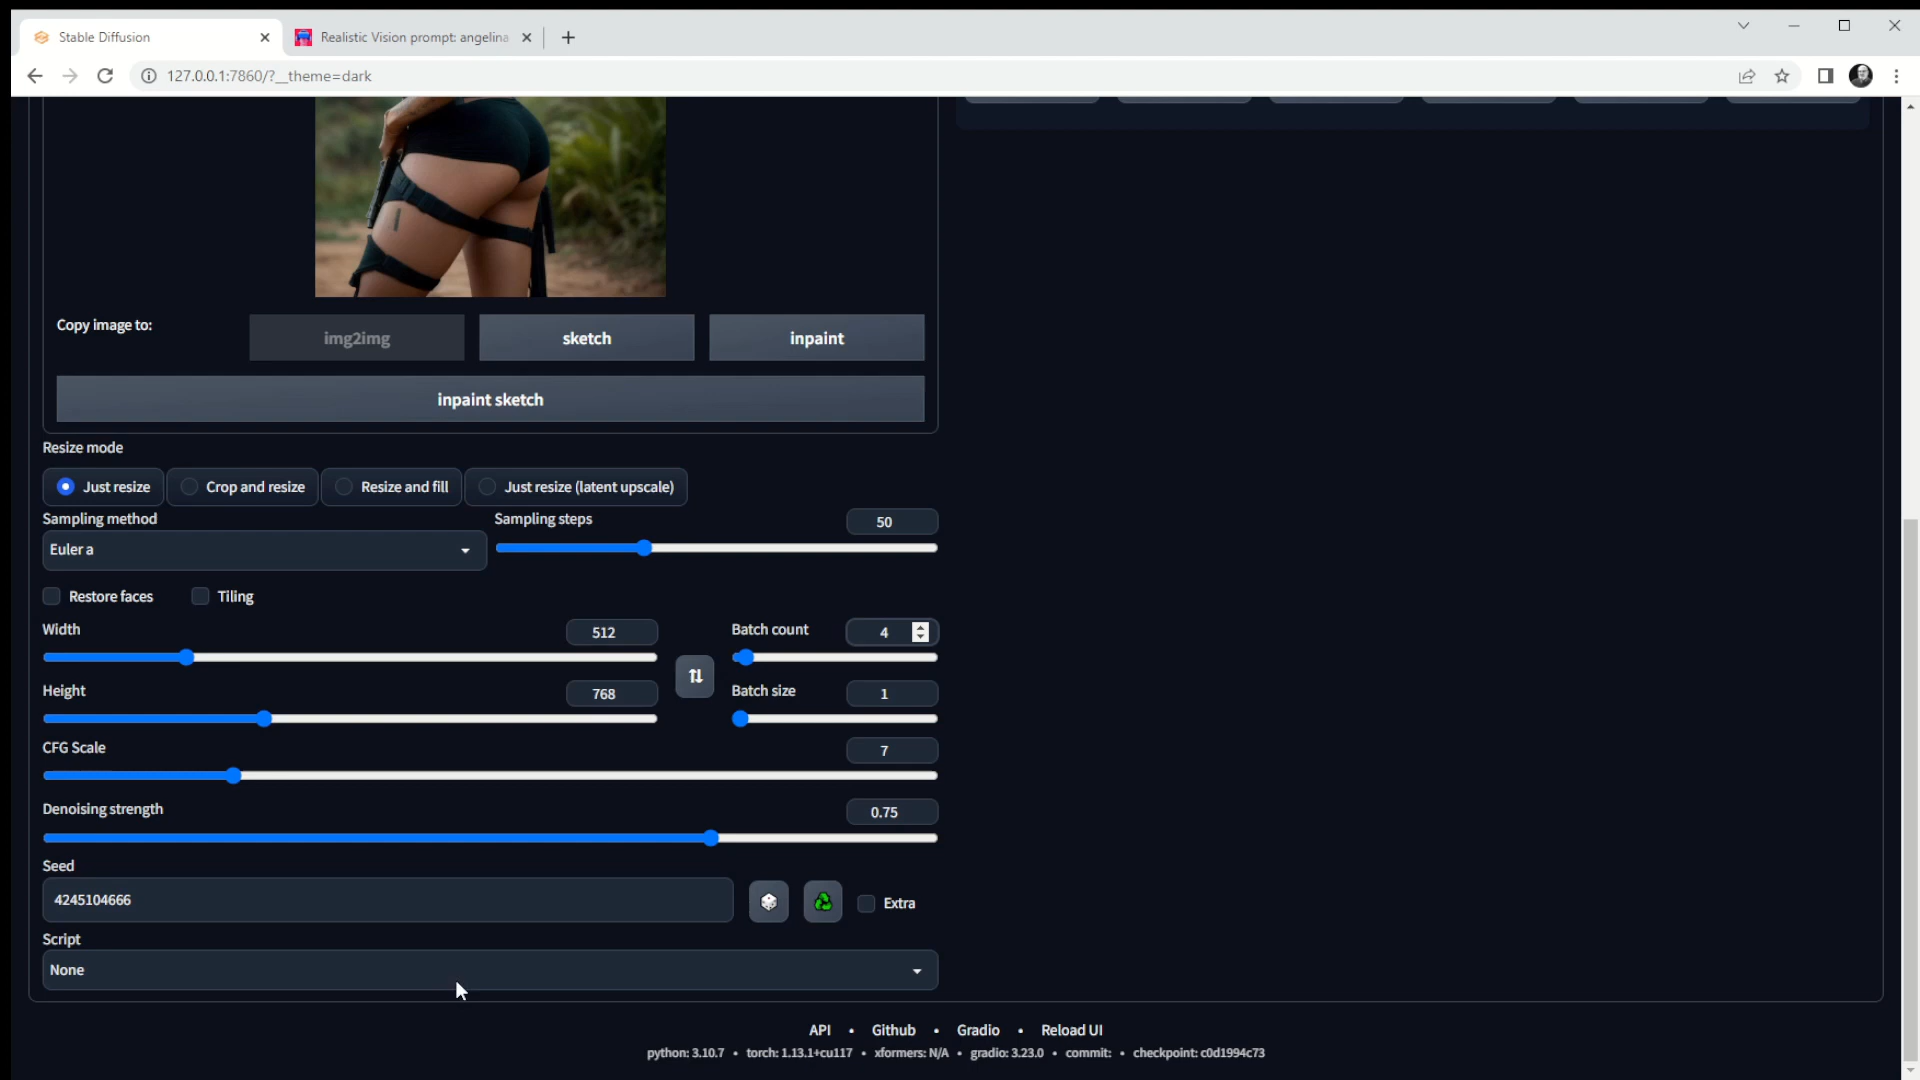 Stable Diffusion
Realistic Vision prompt: angelina
127.0.0.1:7860/?__theme=dark
Copy image to:
img2img
sketch
inpaint
inpaint sketch
Resize mode
Just resize
Crop and resize
Resize and fill
Just resize (latent upscale)
Sampling method
Sampling steps
50
Euler a
Restore faces
Tiling
Width
512
Batch count
4
Height
768
Batch size
1
CFG Scale
7
Denoising strength
0.75
Seed
4245104666
Extra
Script
None
API • Github • Gradio • Reload UI
python: 3.10.7 • torch: 1.13.1+cu117 • xformers: N/A • gradio: 3.23.0 • commit: • checkpoint: c0d1994c73